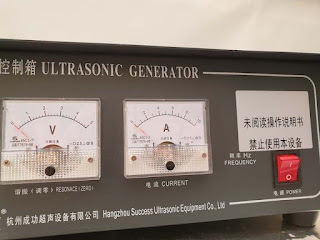 控制箱 ULTRASONIC GENERATOR
V
A
未阅读操作说明书
禁止使用本设备
频率 Hz
FREQUENCY
谐振（调零） RESONACE (ZERO)
电流 CURRENT
电源 POWER
杭州成功超声设备有限公司 Hangzhou Success Ultrasonic Equipment Co., Ltd